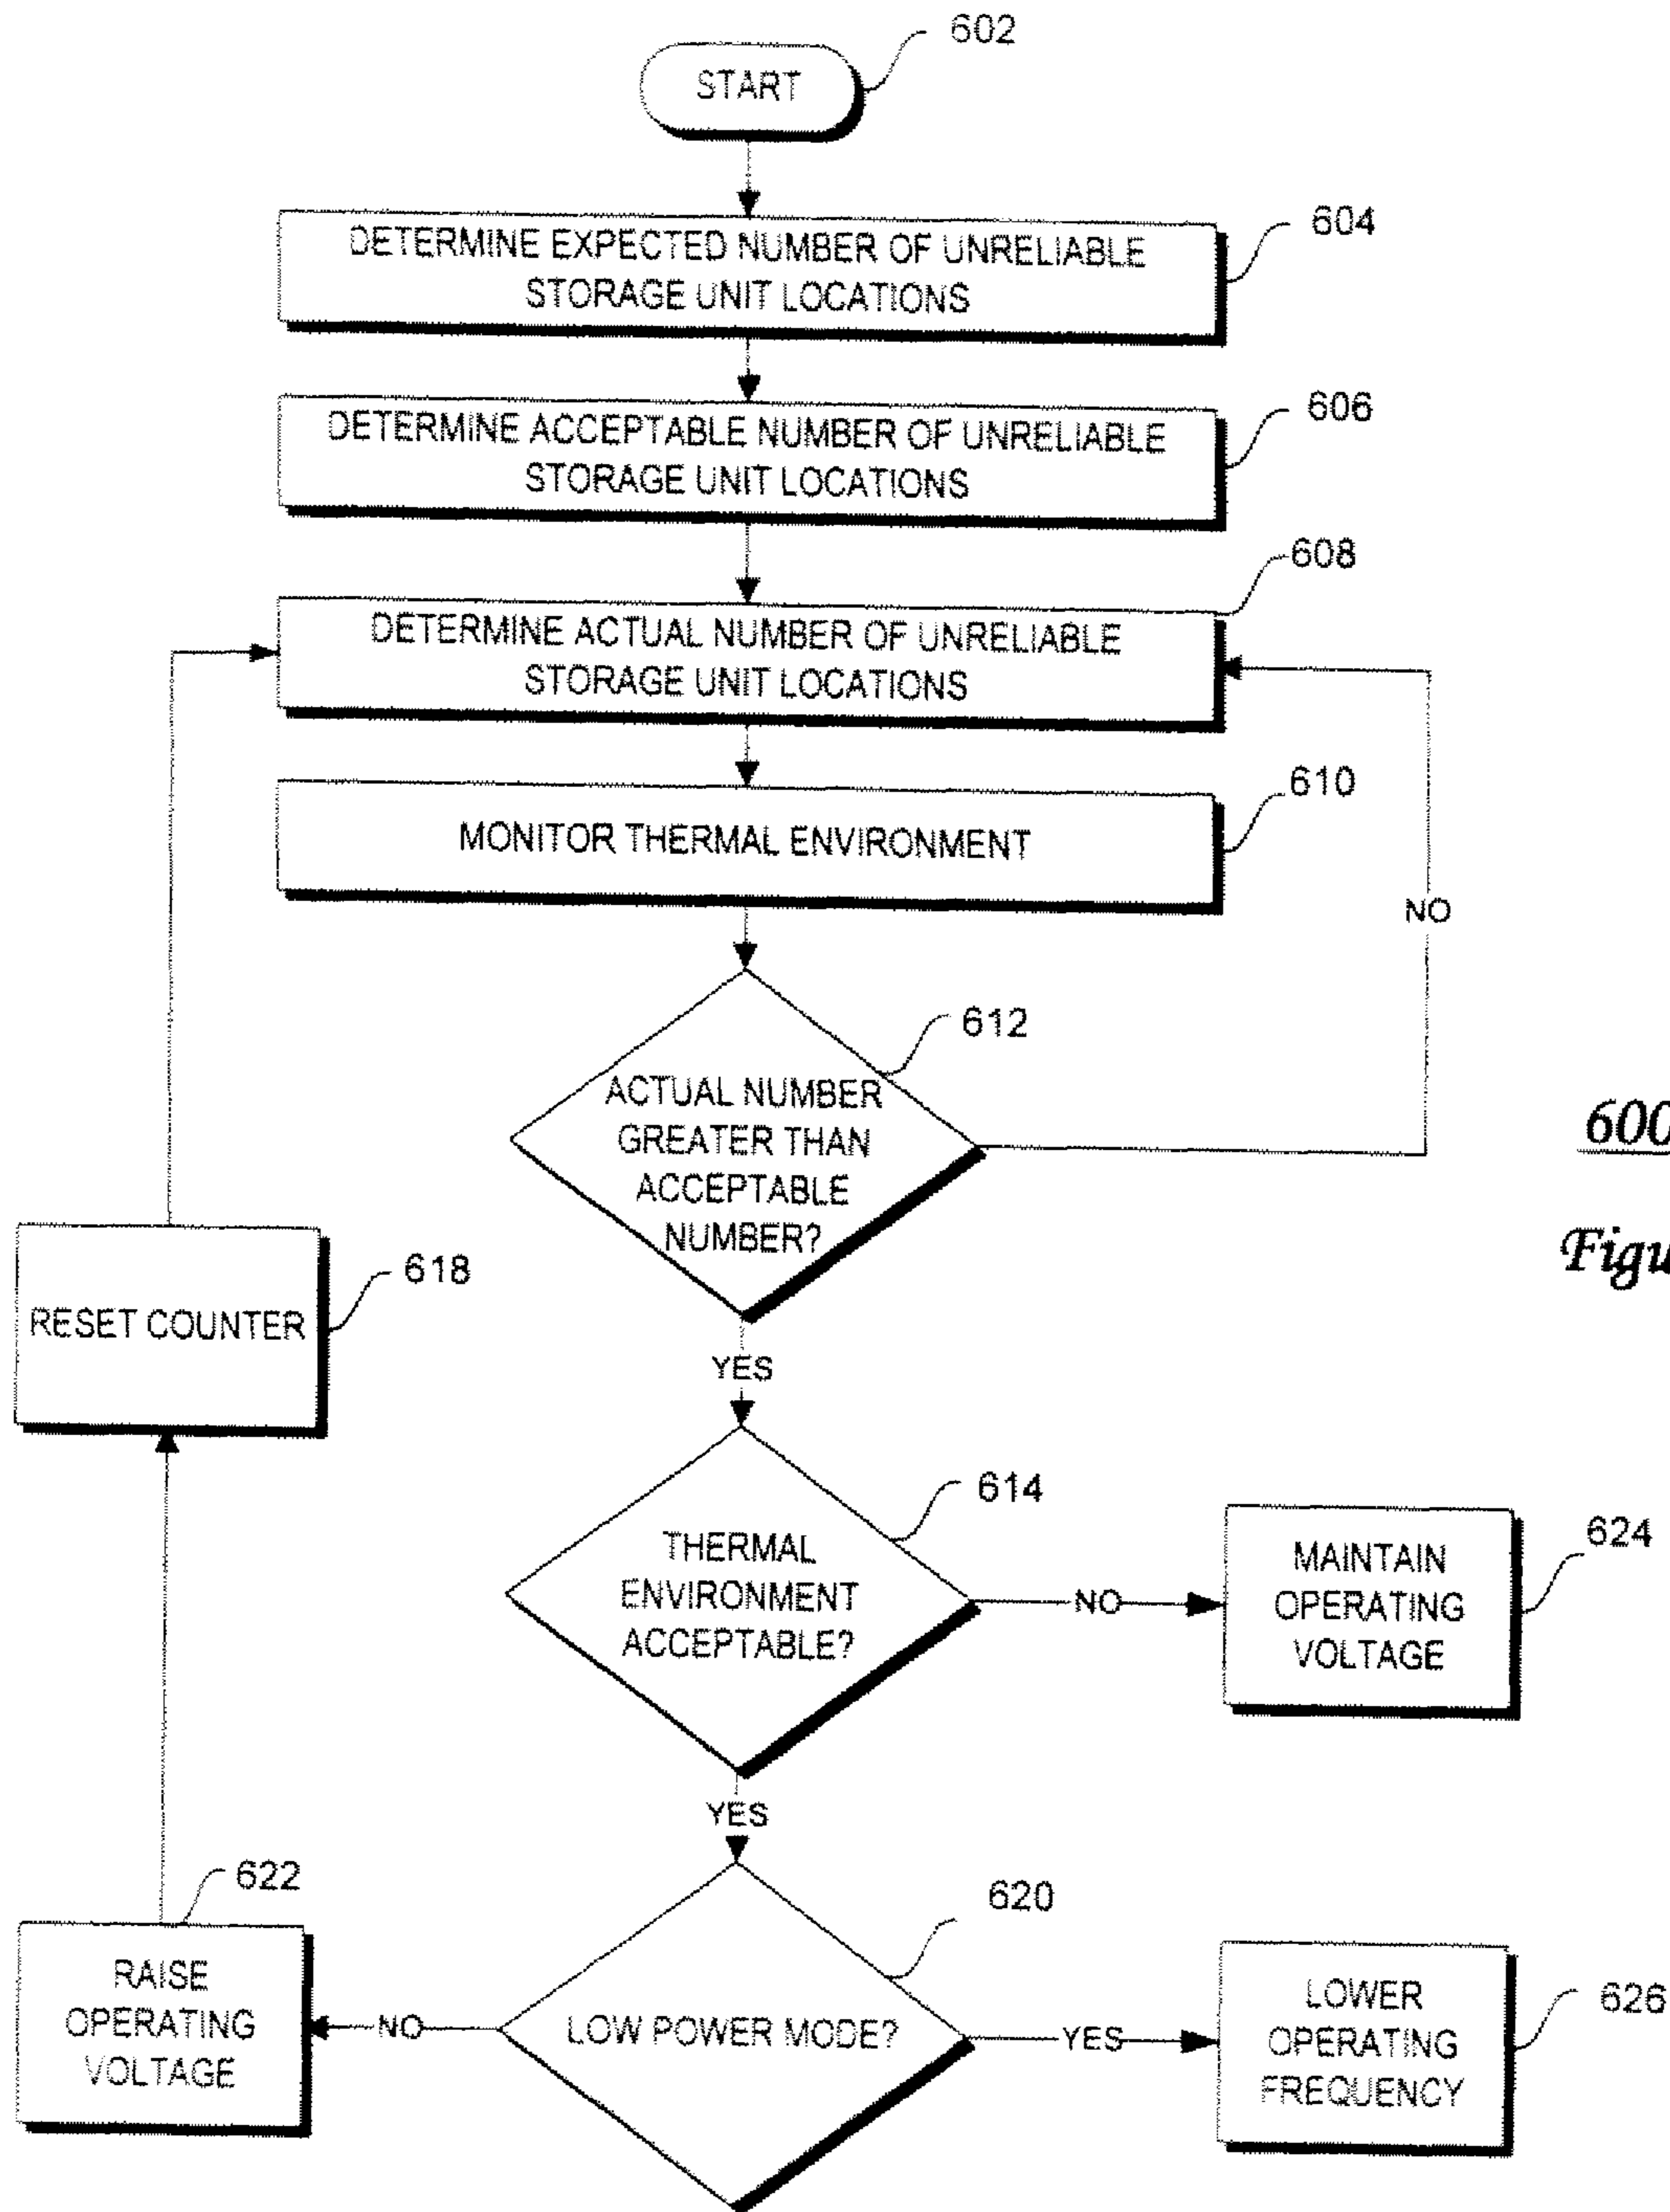 602
START
604
DETERMINE EXPECTED NUMBER OF UNRELIABLE
STORAGE UNIT LOCATIONS
606
DETERMINE ACCEPTABLE NUMBER OF UNRELIABLE
STORAGE UNIT LOCATIONS
608
DETERMINE ACTUAL NUMBER OF UNRELIABLE
STORAGE UNIT LOCATIONS
610
MONITOR THERMAL ENVIRONMENT
NO
612
ACTUAL NUMBER
GREATER THAN
ACCEPTABLE
NUMBER?
600
Figu
618
RESET COUNTER
YES
614
THERMAL
ENVIRONMENT
ACCEPTABLE?
NO
624
MAINTAIN
OPERATING
VOLTAGE
YES
622
RAISE
OPERATING
VOLTAGE
NO
620
LOW POWER MODE?
YES
626
LOWER
OPERATING
FREQUENCY